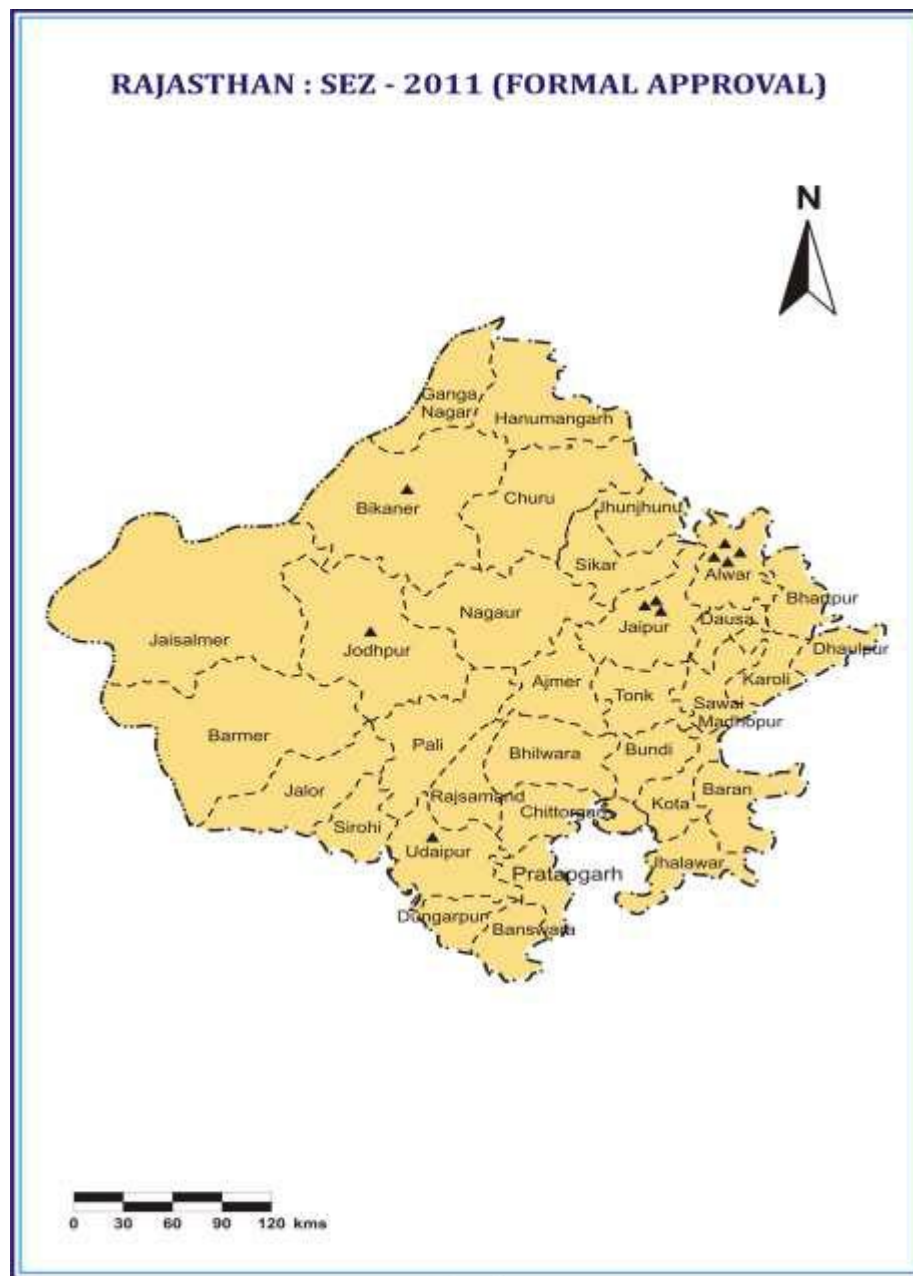 RAJASTHAN : SEZ - 2011 (FORMAL APPROVAL)
N
Ganga
Nagar
Hanumangarh
Bikaner
Churu
Jhunjhunu
Sikar
Alwar
Bhartpur
Nagaur
Jaipur
Dausa
Jaisalmer
Jodhpur
Dhaulpur
Ajmer
Tonk
Karoli
Sawai
Madhopur
Barmer
Pali
Bhilwara
Bundi
Jalor
Rajsamand
Chittorgarh
Kota
Baran
Sirohi
Udaipur
Jhalawar
Pratapgarh
Dungarpur
Banswara
0 30 60 90 120 kms